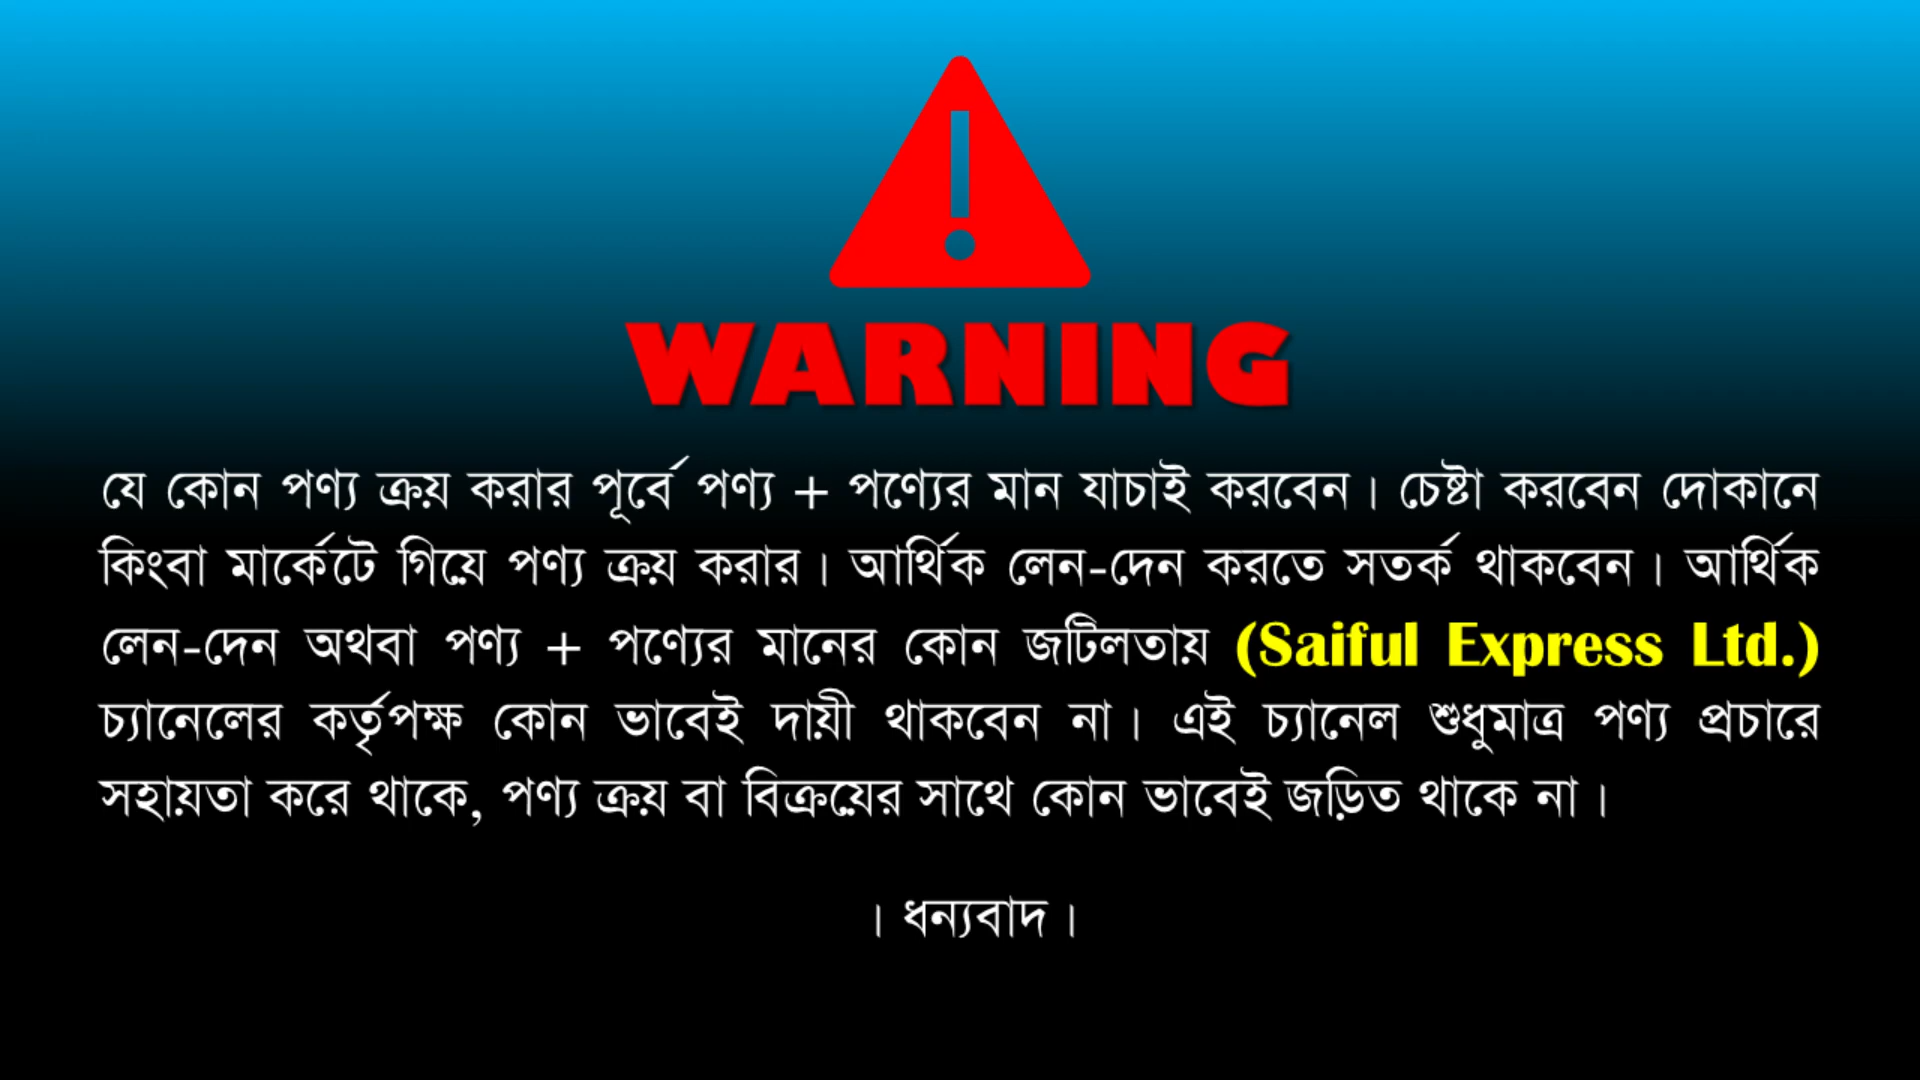 WARNING
যে কোন পণ্য ক্রয় করার পূর্বে পণ্য + পণ্যের মান যাচাই করবেন। চেষ্টা করবেন দোকানে
কিংবা মার্কেটে গিয়ে পণ্য ক্রয় করার। আর্থিক লেন-দেন করতে সতর্ক থাকবেন। আর্থিক
লেন-দেন অথবা পণ্য + পণ্যের মানের কোন জটিলতায় (Saiful Express Ltd.)
চ্যানেলের কর্তৃপক্ষ কোন ভাবেই দায়ী থাকবেন না। এই চ্যানেল শুধুমাত্র পণ্য প্রচারে
সহায়তা করে থাকে, পণ্য ক্রয় বা বিক্রয়ের সাথে কোন ভাবেই জড়িত থাকে না।
। ধন্যবাদ।